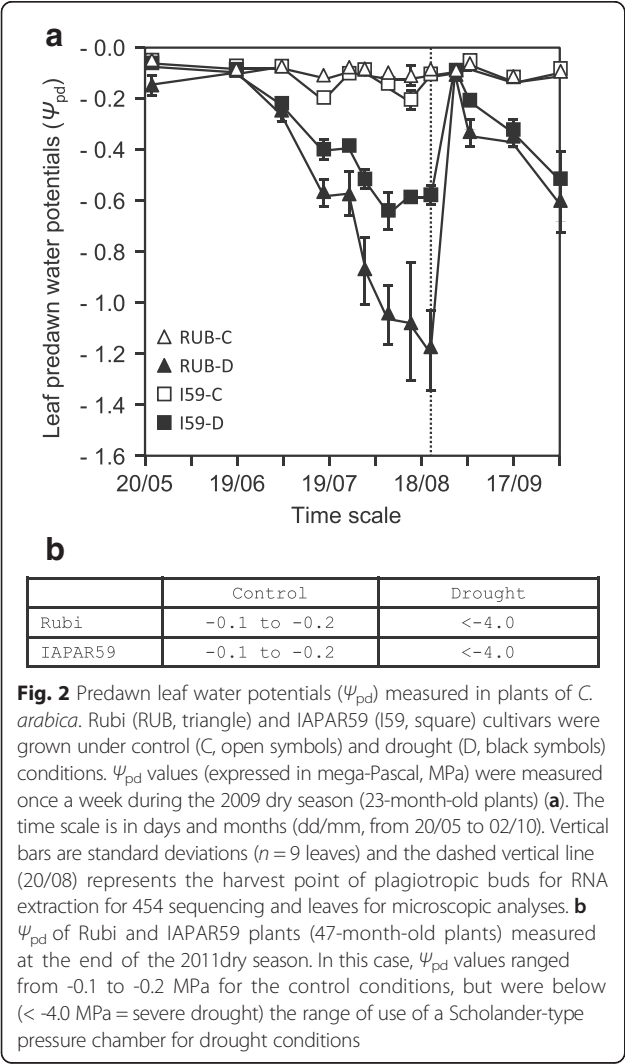 a
Leaf predawn water potentials (Ψpd)
- 0.0
- 0.2
- 0.4
- 0.6
- 0.8
- 1.0
- 1.2
- 1.4
- 1.6
RUB-C
RUB-D
I59-C
I59-D
20/05 19/06 19/07 18/08 17/09
Time scale
b
Control Drought
Rubi -0.1 to -0.2 <-4.0
IAPAR59 -0.1 to -0.2 <-4.0
Fig. 2 Predawn leaf water potentials (Ψpd) measured in plants of C.
arabica. Rubi (RUB, triangle) and IAPAR59 (I59, square) cultivars were
grown under control (C, open symbols) and drought (D, black symbols)
conditions. Ψpd values (expressed in mega-Pascal, MPa) were measured
once a week during the 2009 dry season (23-month-old plants) (a). The
time scale is in days and months (dd/mm, from 20/05 to 02/10). Vertical
bars are standard deviations (n = 9 leaves) and the dashed vertical line
(20/08) represents the harvest point of plagiotropic buds for RNA
extraction for 454 sequencing and leaves for microscopic analyses. b
Ψpd of Rubi and IAPAR59 plants (47-month-old plants) measured
at the end of the 2011dry season. In this case, Ψpd values ranged
from -0.1 to -0.2 MPa for the control conditions, but were below
(< -4.0 MPa = severe drought) the range of use of a Scholander-type
pressure chamber for drought conditions